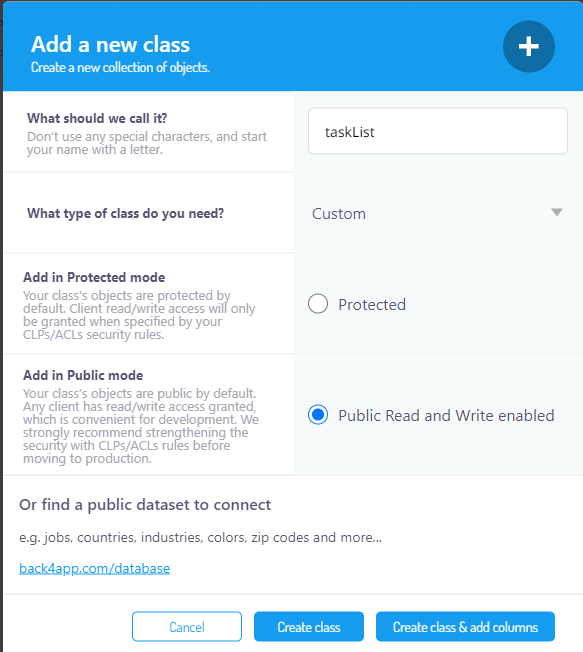 Add a new class
Create a new collection of objects.
What should we call it?
Don't use any special characters, and start
your name with a letter.
taskList
What type of class do you need?
Custom
Add in Protected mode
Your class's objects are protected by
default. Client read/write access will only
be granted when specified by your
CLPs/ACLs security rules.
Protected
Add in Public mode
Your class's objects are public by default.
Any client has read/write access granted,
which is convenient for development. We
strongly recommend strengthening the
security with CLPs/ACLs rules before
moving to production.
Public Read and Write enabled
Or find a public dataset to connect
e.g. jobs, countries, industries, colors, zip codes and more...
back4app.com/database
Cancel
Create class
Create class & add columns